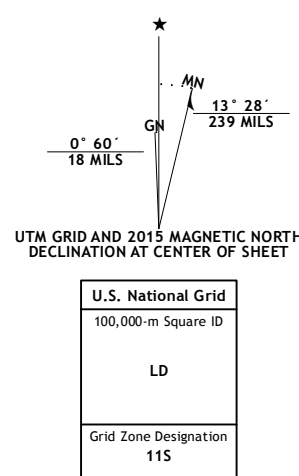 ★
MN
GN
13° 28´
239 MILS
0° 60´
18 MILS
UTM GRID AND 2015 MAGNETIC NORTH
DECLINATION AT CENTER OF SHEET
U.S. National Grid
100,000-m Square ID
LD
Grid Zone Designation
11S